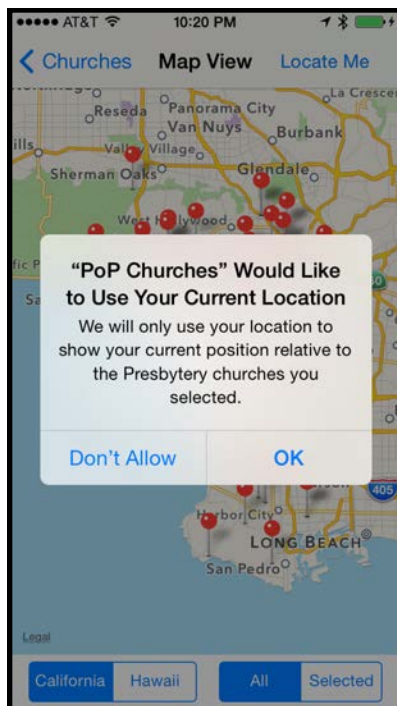 AT&T 10:20 PM
Churches Map View Locate Me
La Crescen
Reseda Panorama City
Van Nuys Burbank
Valley Village
Sherman Oaks Glendale
West Hollywood
"PoP Churches" Would Like
to Use Your Current Location
We will only use your location to
show your current position relative to
the Presbytery churches you
selected.
Don't Allow OK
405
Harbor City
LONG BEACH
San Pedro
Legal
California Hawaii All Selected